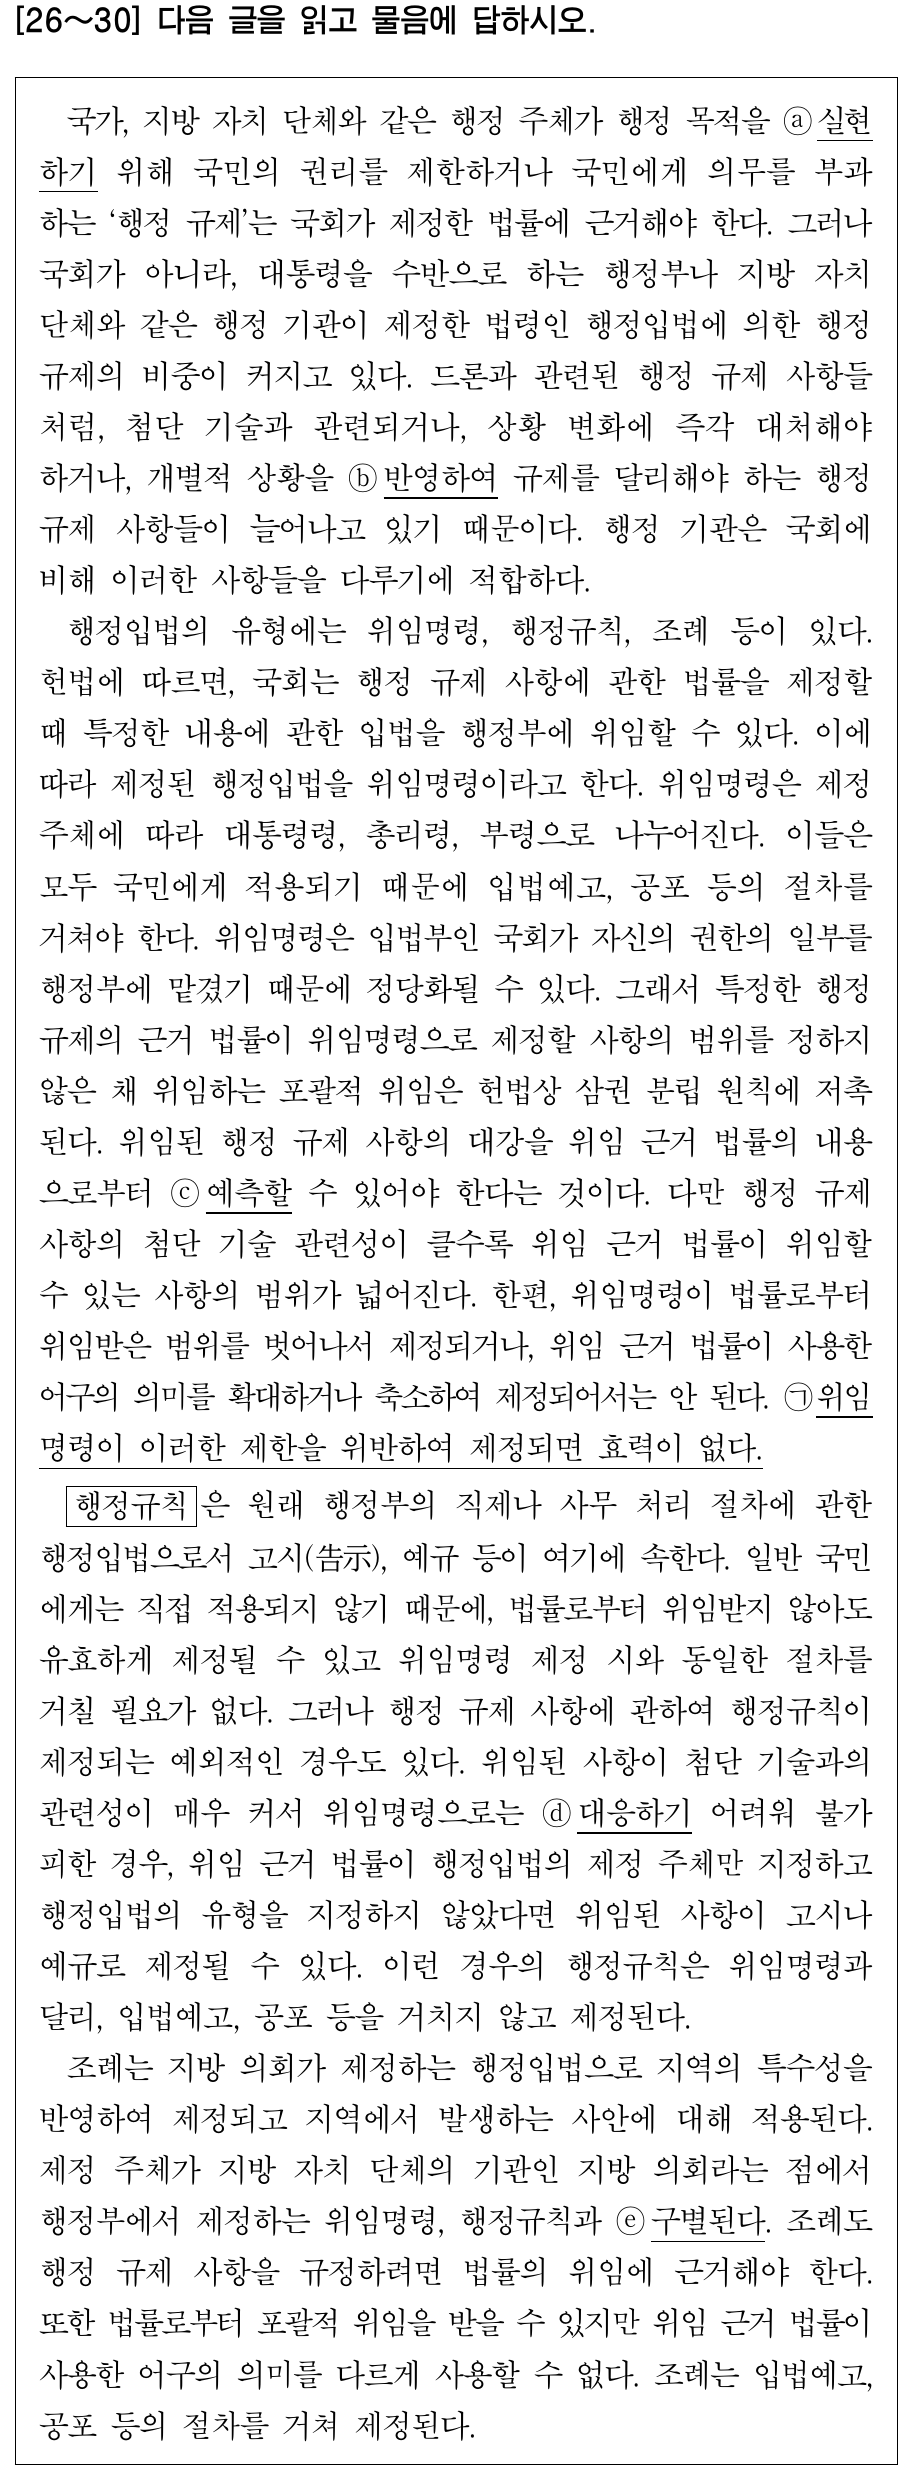 [26～30] 다음 글을 읽고 물음에 답하시오.
국가, 지방 자치 단체와 같은 행정 주체가 행정 목적을 ⓐ실현
하기 위해 국민의 권리를 제한하거나 국민에게 의무를 부과
하는 ‘행정 규제’는 국회가 제정한 법률에 근거해야 한다. 그러나
국회가 아니라, 대통령을 수반으로 하는 행정부나 지방 자치
단체와 같은 행정 기관이 제정한 법령인 행정입법에 의한 행정
규제의 비중이 커지고 있다. 드론과 관련된 행정 규제 사항들
처럼, 첨단 기술과 관련되거나, 상황 변화에 즉각 대처해야
하거나, 개별적 상황을 ⓑ반영하여 규제를 달리해야 하는 행정
규제 사항들이 늘어나고 있기 때문이다. 행정 기관은 국회에
비해 이러한 사항들을 다루기에 적합하다.
행정입법의 유형에는 위임명령, 행정규칙, 조례 등이 있다.
헌법에 따르면, 국회는 행정 규제 사항에 관한 법률을 제정할
때 특정한 내용에 관한 입법을 행정부에 위임할 수 있다. 이에
따라 제정된 행정입법을 위임명령이라고 한다. 위임명령은 제정
주체에 따라 대통령령, 총리령, 부령으로 나누어진다. 이들은
모두 국민에게 적용되기 때문에 입법예고, 공포 등의 절차를
거쳐야 한다. 위임명령은 입법부인 국회가 자신의 권한의 일부를
행정부에 맡겼기 때문에 정당화될 수 있다. 그래서 특정한 행정
규제의 근거 법률이 위임명령으로 제정할 사항의 범위를 정하지
않은 채 위임하는 포괄적 위임은 헌법상 삼권 분립 원칙에 저촉
된다. 위임된 행정 규제 사항의 대강을 위임 근거 법률의 내용
으로부터 ⓒ예측할 수 있어야 한다는 것이다. 다만 행정 규제
사항의 첨단 기술 관련성이 클수록 위임 근거 법률이 위임할
수 있는 사항의 범위가 넓어진다. 한편, 위임명령이 법률로부터
위임받은 범위를 벗어나서 제정되거나, 위임 근거 법률이 사용한
어구의 의미를 확대하거나 축소하여 제정되어서는 안 된다. ㉠위임
명령이 이러한 제한을 위반하여 제정되면 효력이 없다.
행정규칙은 원래 행정부의 직제나 사무 처리 절차에 관한
행정입법으로서 고시(告示), 예규 등이 여기에 속한다. 일반 국민
에게는 직접 적용되지 않기 때문에, 법률로부터 위임받지 않아도
유효하게 제정될 수 있고 위임명령 제정 시와 동일한 절차를
거칠 필요가 없다. 그러나 행정 규제 사항에 관하여 행정규칙이
제정되는 예외적인 경우도 있다. 위임된 사항이 첨단 기술과의
관련성이 매우 커서 위임명령으로는 ⓓ대응하기 어려워 불가
피한 경우, 위임 근거 법률이 행정입법의 제정 주체만 지정하고
행정입법의 유형을 지정하지 않았다면 위임된 사항이 고시나
예규로 제정될 수 있다. 이런 경우의 행정규칙은 위임명령과
달리, 입법예고, 공포 등을 거치지 않고 제정된다.
조례는 지방 의회가 제정하는 행정입법으로 지역의 특수성을
반영하여 제정되고 지역에서 발생하는 사안에 대해 적용된다.
제정 주체가 지방 자치 단체의 기관인 지방 의회라는 점에서
행정부에서 제정하는 위임명령, 행정규칙과 ⓔ구별된다. 조례도
행정 규제 사항을 규정하려면 법률의 위임에 근거해야 한다.
또한 법률로부터 포괄적 위임을 받을 수 있지만 위임 근거 법률이
사용한 어구의 의미를 다르게 사용할 수 없다. 조례는 입법예고,
공포 등의 절차를 거쳐 제정된다.